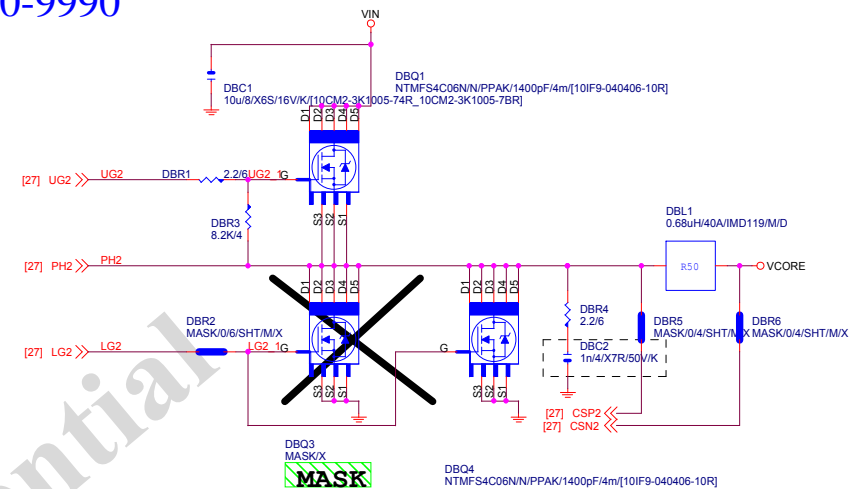 0-9990
VIN
DBC1
10u/8/X6S/16V/K/[10CM2-3K1005-74R_10CM2-3K1005-7BR]
DBQ1
NTMFS4C06N/N/PPAK/1400pF/4m/[10IF9-040406-10R]
D1 D2 D3 D4 D5
[27] UG2 UG2 DBR1 2.2/6 UG2_1 G
S3 S2 S1
DBR3
8.2K/4
DBL1
0.68uH/40A/IMD119/M/D
[27] PH2 PH2 R50 VCORE
D1 D2 D3 D4 D5 D1 D2 D3 D4 D5
DBR2
MASK/0/6/SHT/M/X
DBR4
2.2/6
DBR5
MASK/0/4/SHT/M/X
DBR6
MASK/0/4/SHT/M/X
[27] LG2 LG2 LG2_1 G G
DBC2
1n/4/X7R/50V/K
S3 S2 S1 S3 S2 S1
[27] CSP2
[27] CSN2
DBQ3
MASK/X
MASK
DBQ4
NTMFS4C06N/N/PPAK/1400pF/4m/[10IF9-040406-10R]
ential